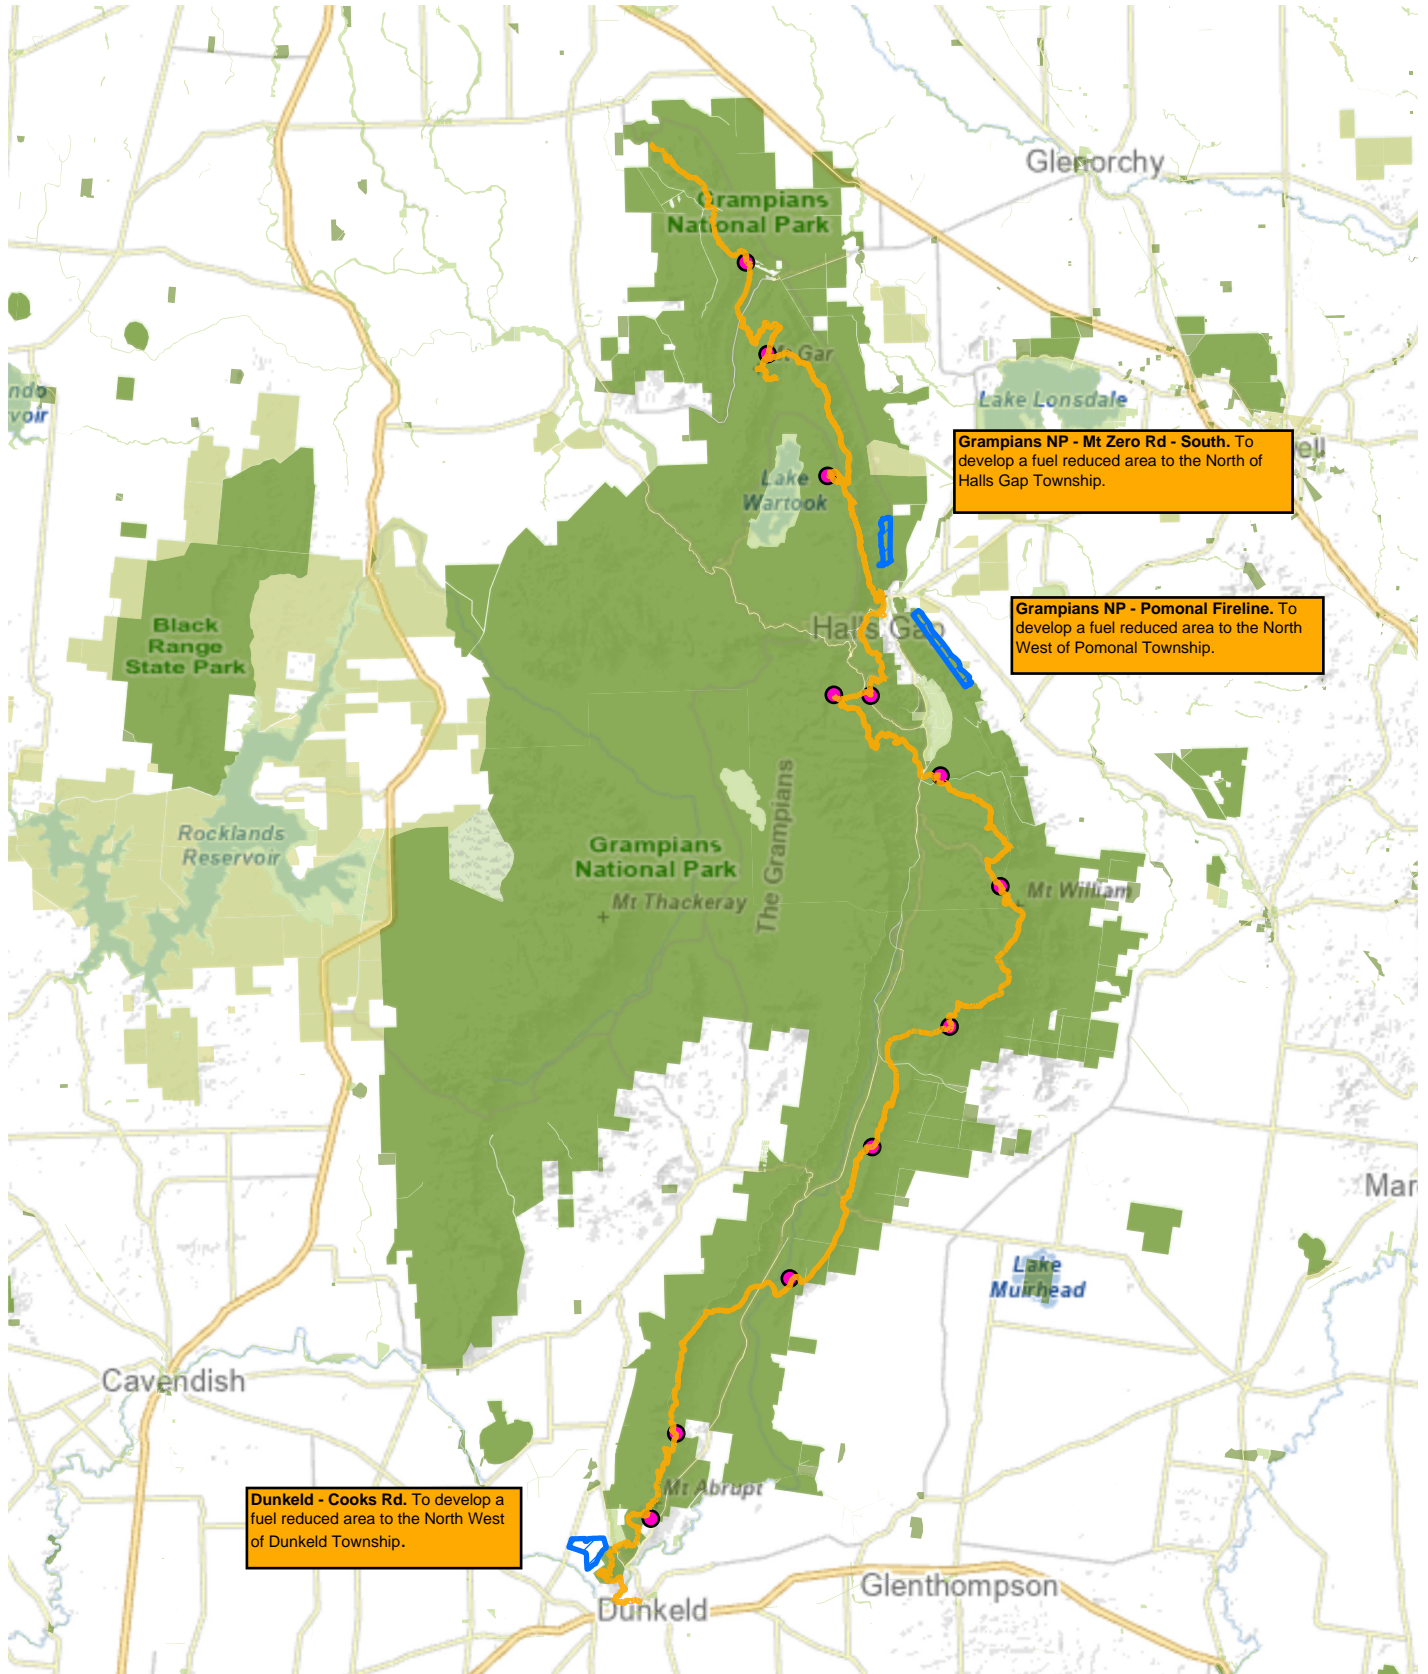 Glenorchy
Grampians
National Park
Mt Gar
Lake Lonsdale
Grampians NP - Mt Zero Rd - South. To
develop a fuel reduced area to the North of
Halls Gap Township.
Lake
Wartook
Grampians NP - Pomonal Fireline. To
develop a fuel reduced area to the North
West of Pomonal Township.
Halls Gap
Black
Range
State Park
The Grampians
Rocklands
Reservoir
Grampians
National Park
Mt Thackeray
Mt William
Mar
Lake
Muirhead
Cavendish
Mt Abrupt
Dunkeld - Cooks Rd. To develop a
fuel reduced area to the North West
of Dunkeld Township.
Glenthompson
Dunkeld